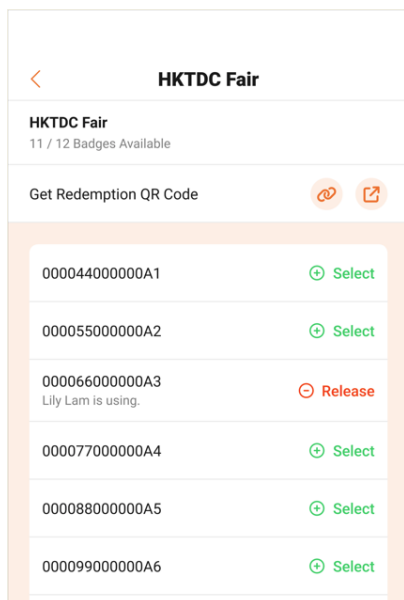 HKTDC Fair
HKTDC Fair
11 / 12 Badges Available
Get Redemption QR Code
000044000000A1 Select
000055000000A2 Select
000066000000A3
Lily Lam is using.
Release
000077000000A4 Select
000088000000A5 Select
000099000000A6 Select